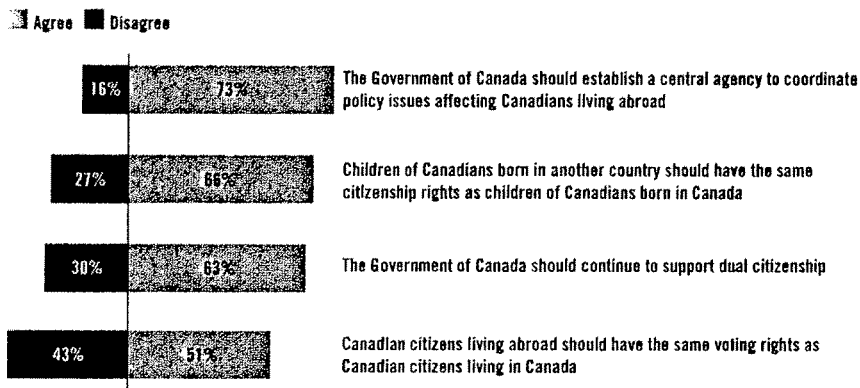 Agree Disagree
16% 73% The Government of Canada should establish a central agency to coordinate
policy issues affecting Canadians living abroad
27% 66% Children of Canadians born in another country should have the same
citizenship rights as children of Canadians born in Canada
30% 63% The Government of Canada should continue to support dual citizenship
43% 51% Canadian citizens living abroad should have the same voting rights as
Canadian citizens living in Canada